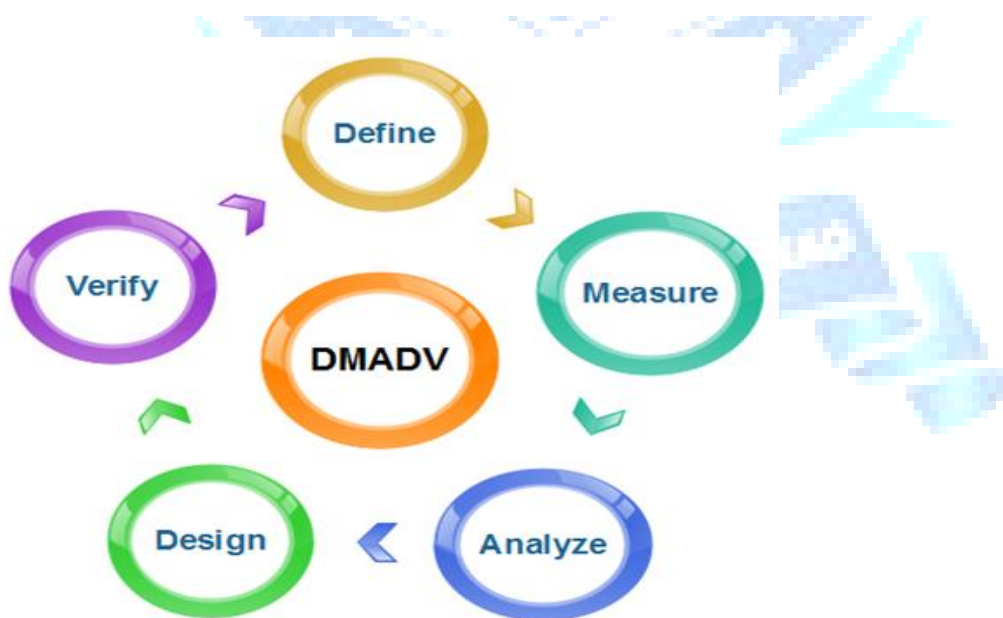 Define
Measure
Analyze
Design
Verify
DMADV